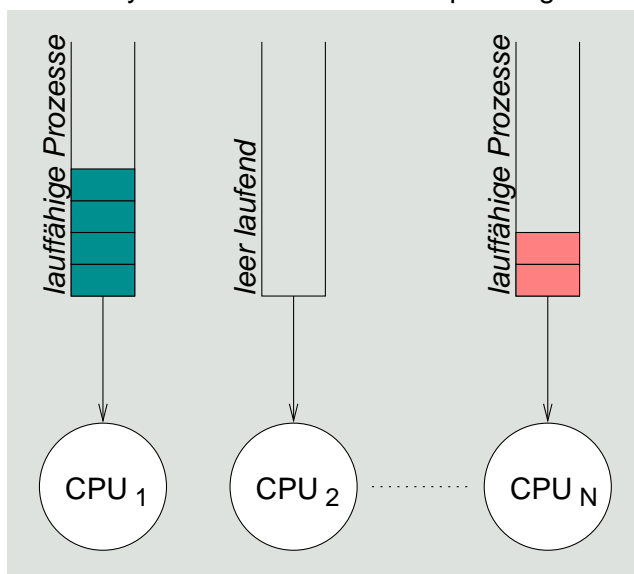 lauffähige Prozesse
leer laufend
lauffähige Prozesse
CPU 1
CPU 2
CPU N